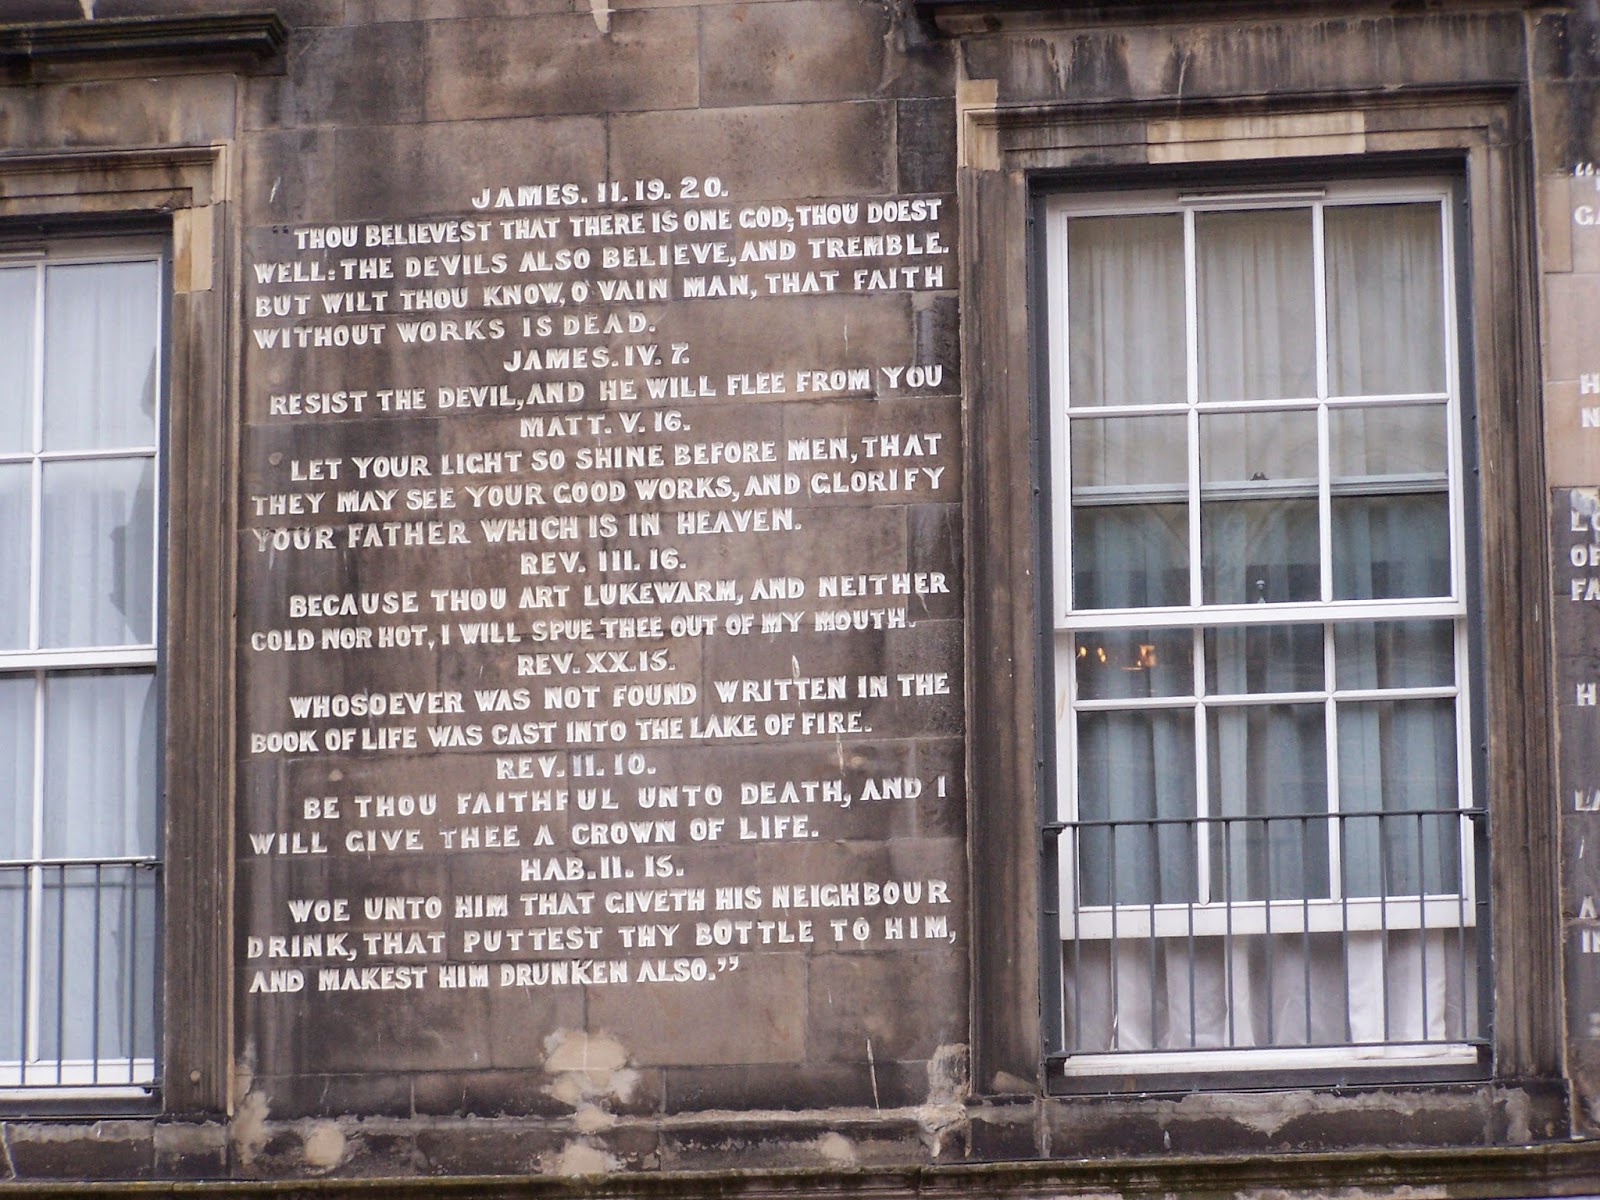 JAMES. II. 19. 20.
"THOU BELIEVEST THAT THERE IS ONE GOD; THOU DOEST
WELL: THE DEVILS ALSO BELIEVE, AND TREMBLE.
BUT WILT THOU KNOW, O' VAIN MAN, THAT FAITH
WITHOUT WORKS IS DEAD.
JAMES. IV. 7.
RESIST THE DEVIL, AND HE WILL FLEE FROM YOU
MATT. V. 16.
LET YOUR LIGHT SO SHINE BEFORE MEN, THAT
THEY MAY SEE YOUR GOOD WORKS, AND GLORIFY
YOUR FATHER WHICH IS IN HEAVEN.
REV. III. 16.
BECAUSE THOU ART LUKEWARM, AND NEITHER
COLD NOR HOT, I WILL SPUE THEE OUT OF MY MOUTH.
REV. XX. 15.
WHOSOEVER WAS NOT FOUND WRITTEN IN THE
BOOK OF LIFE WAS CAST INTO THE LAKE OF FIRE.
REV. II. 10.
BE THOU FAITHFUL UNTO DEATH, AND I
WILL GIVE THEE A CROWN OF LIFE.
HAB. II. 15.
WOE UNTO HIM THAT GIVETH HIS NEIGHBOUR
DRINK, THAT PUTTEST THY BOTTLE TO HIM,
AND MAKEST HIM DRUNKEN ALSO."